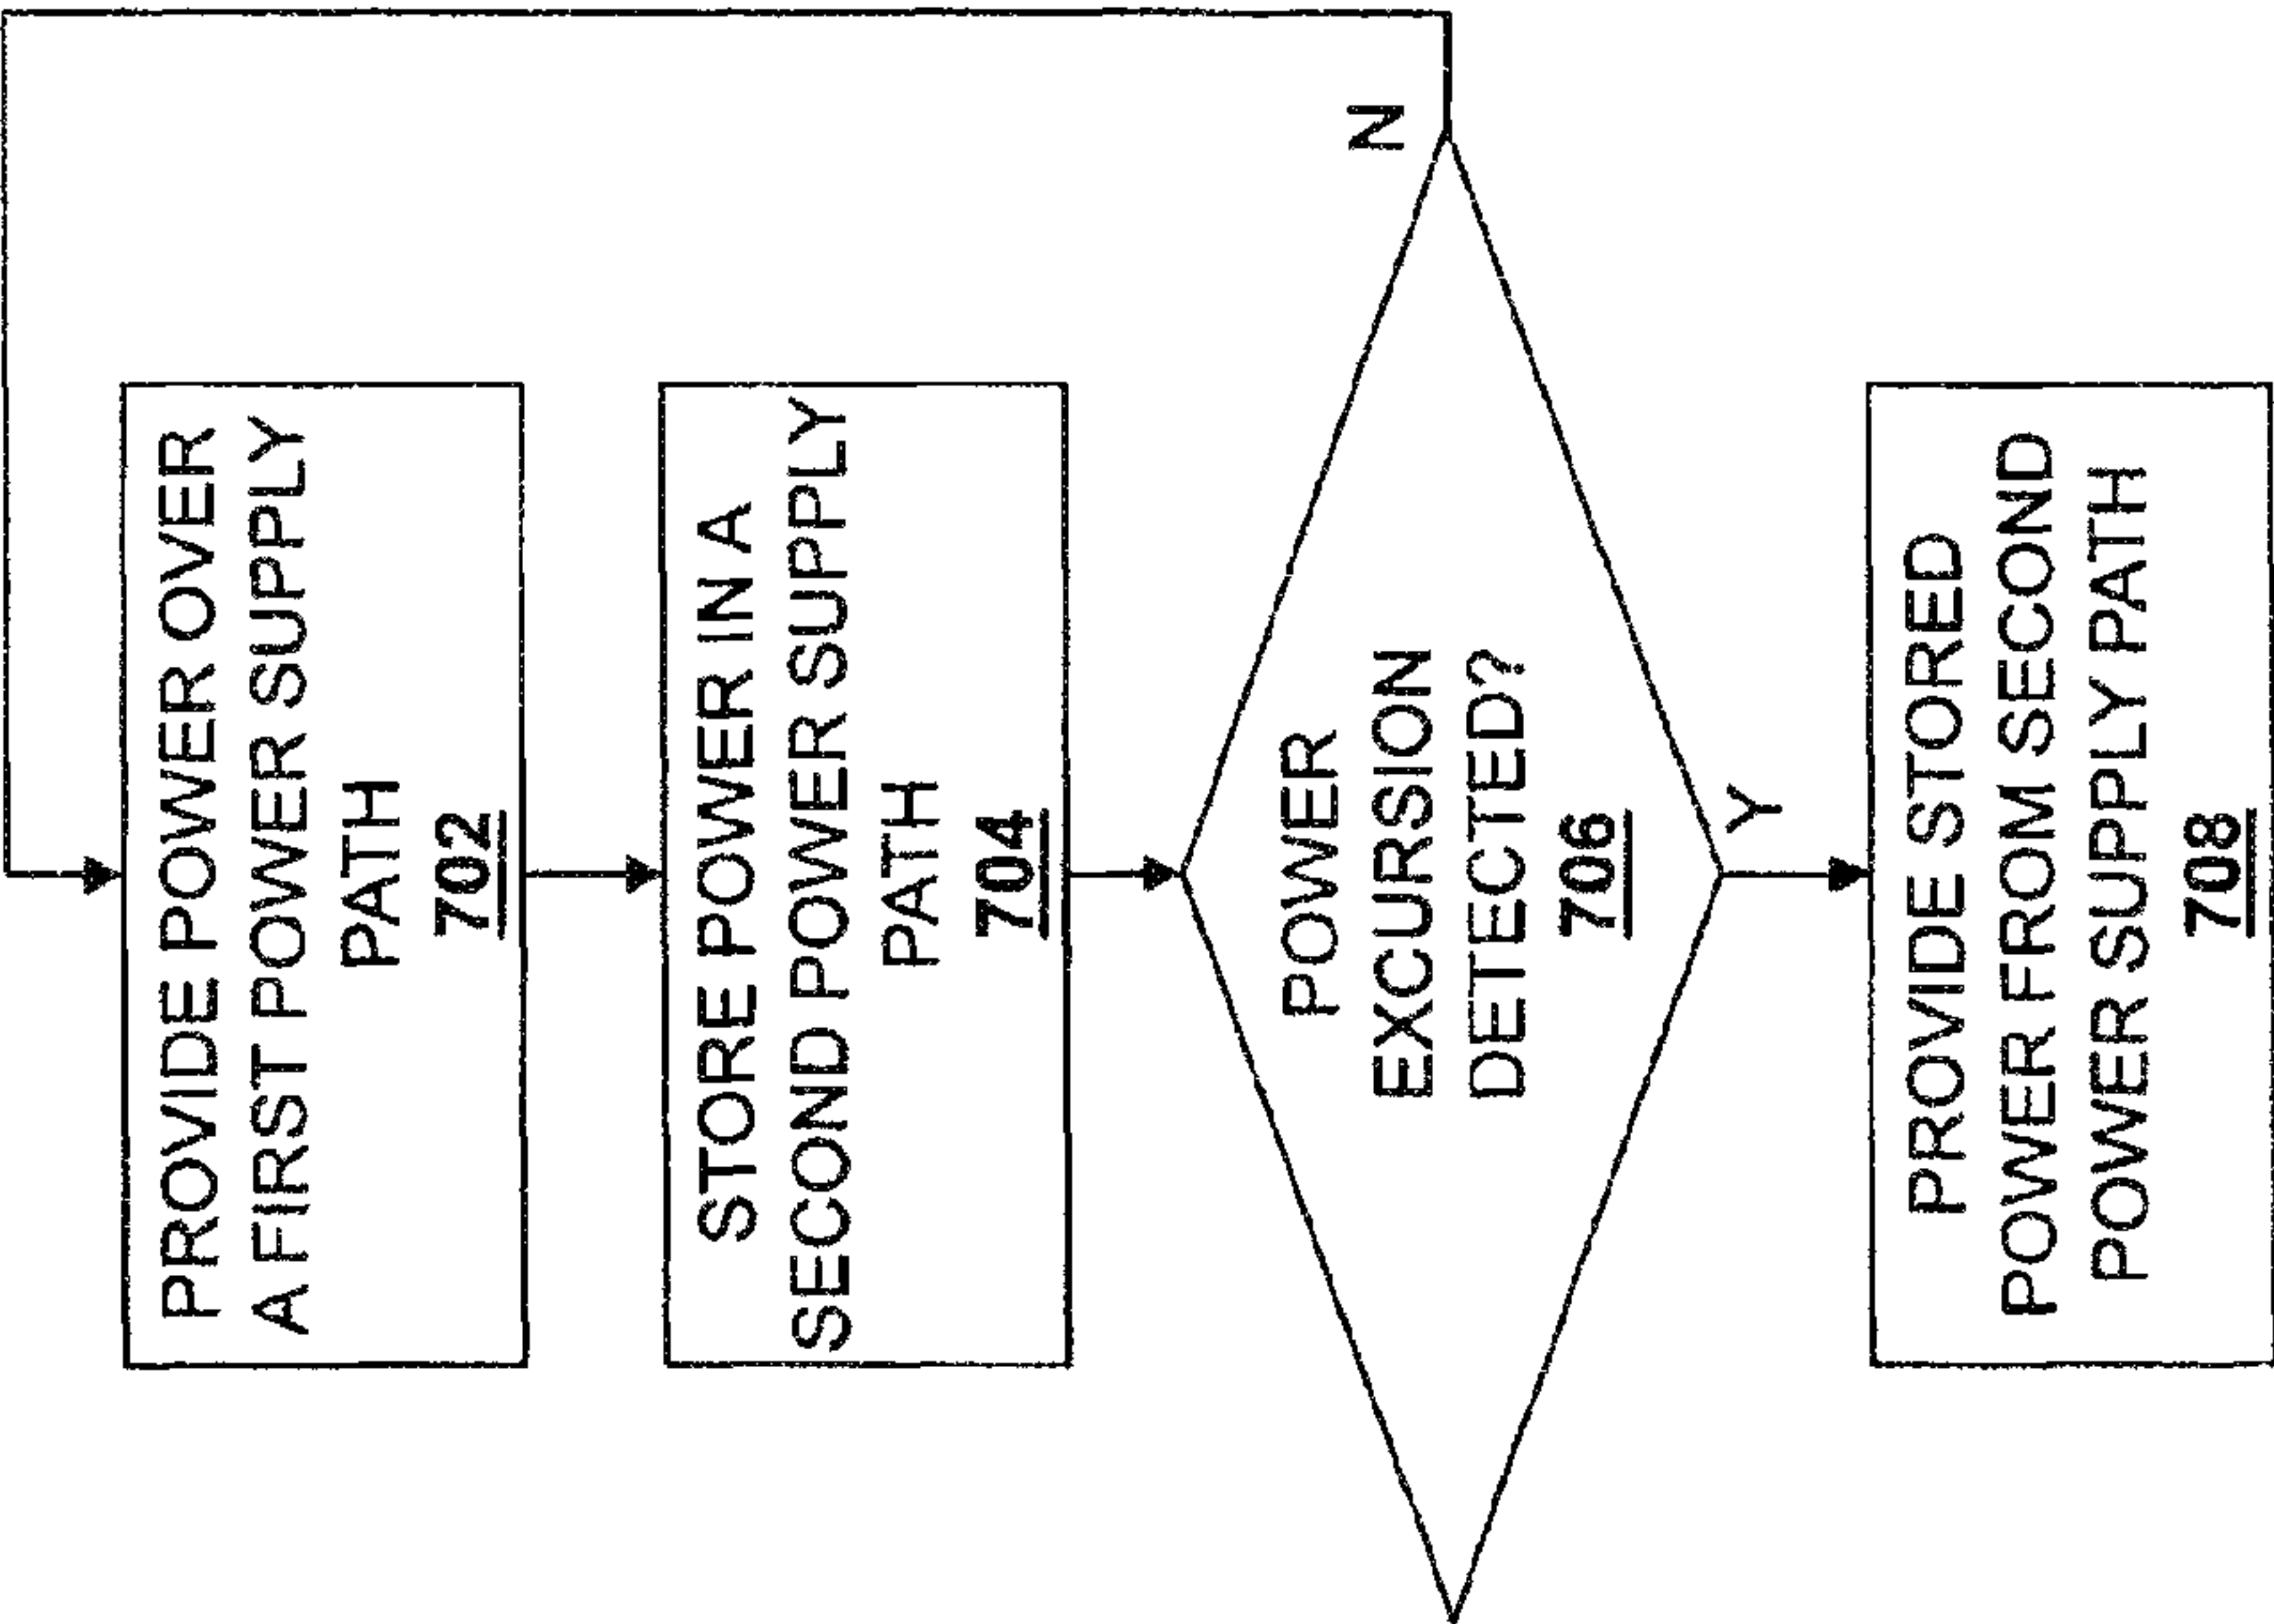 PROVIDE POWER OVER
A FIRST POWER SUPPLY
PATH
702
STORE POWER IN A
SECOND POWER SUPPLY
PATH
704
POWER
EXCURSION
DETECTED?
706
N
Y
PROVIDE STORED
POWER FROM SECOND
POWER SUPPLY PATH
708